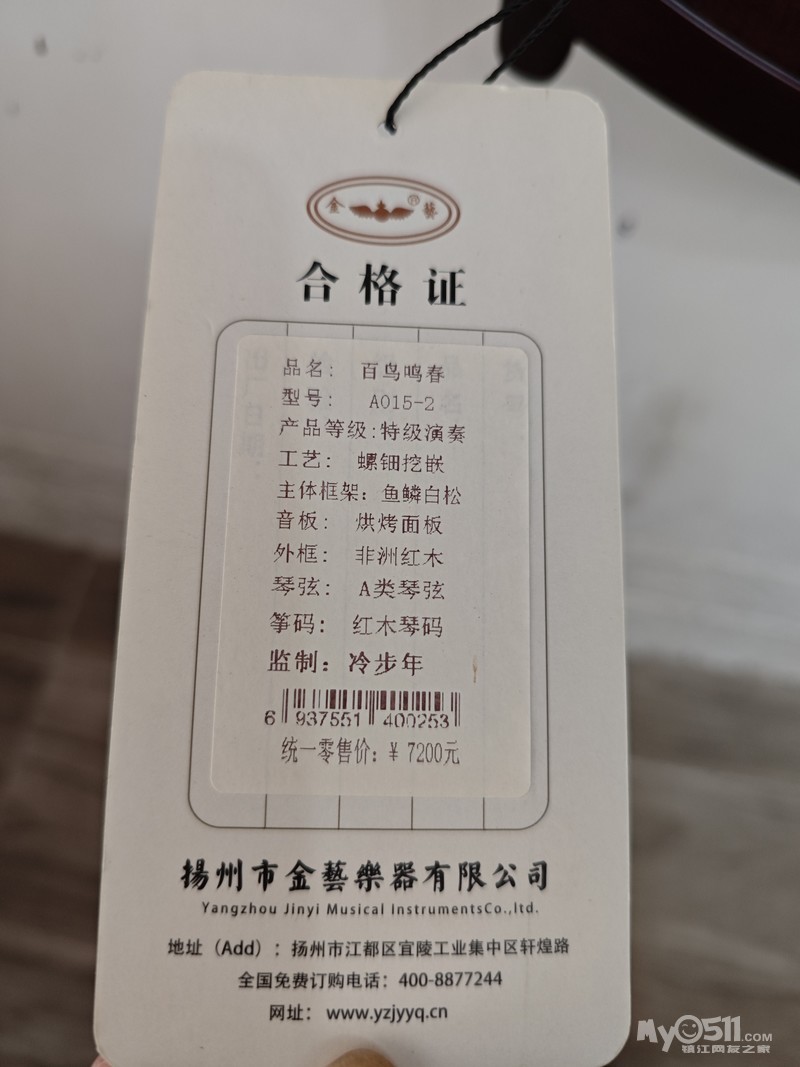 金 ® 藝
合格证
品名: 百鸟鸣春
型号: A015-2
产品等级:特级演奏
工艺: 螺钿挖嵌
主体框架: 鱼鳞白松
音板: 烘烤面板
外框: 非洲红木
琴弦: A类琴弦
筝码: 红木琴码
监制: 冷步年
6 937551 400253
统一零售价: ¥ 7200元
揚州市金藝樂器有限公司
Yangzhou Jinyi Musical InstrumentsCo.,ltd.
地址 (Add) : 扬州市江都区宜陵工业集中区轩煌路
全国免费订购电话: 400-8877244
网址: www.yzjyyq.cn
My0511.COM
镇江网友之家